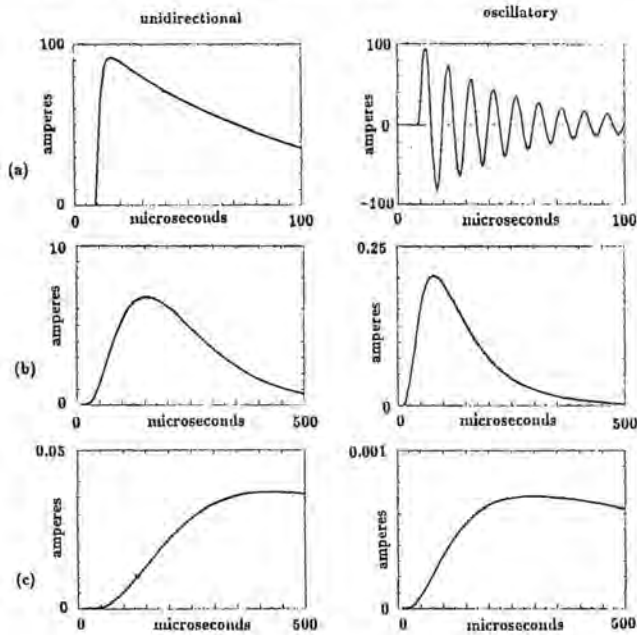 unidirectional
oscillatory
100
amperes
0
microseconds
100
100
amperes
0
-100
0
microseconds
100
(a)
10
amperes
0
0
microseconds
500
0.25
amperes
0
0
microseconds
500
(b)
0.05
amperes
0
0
microseconds
500
0.001
amperes
0
0
microseconds
500
(c)